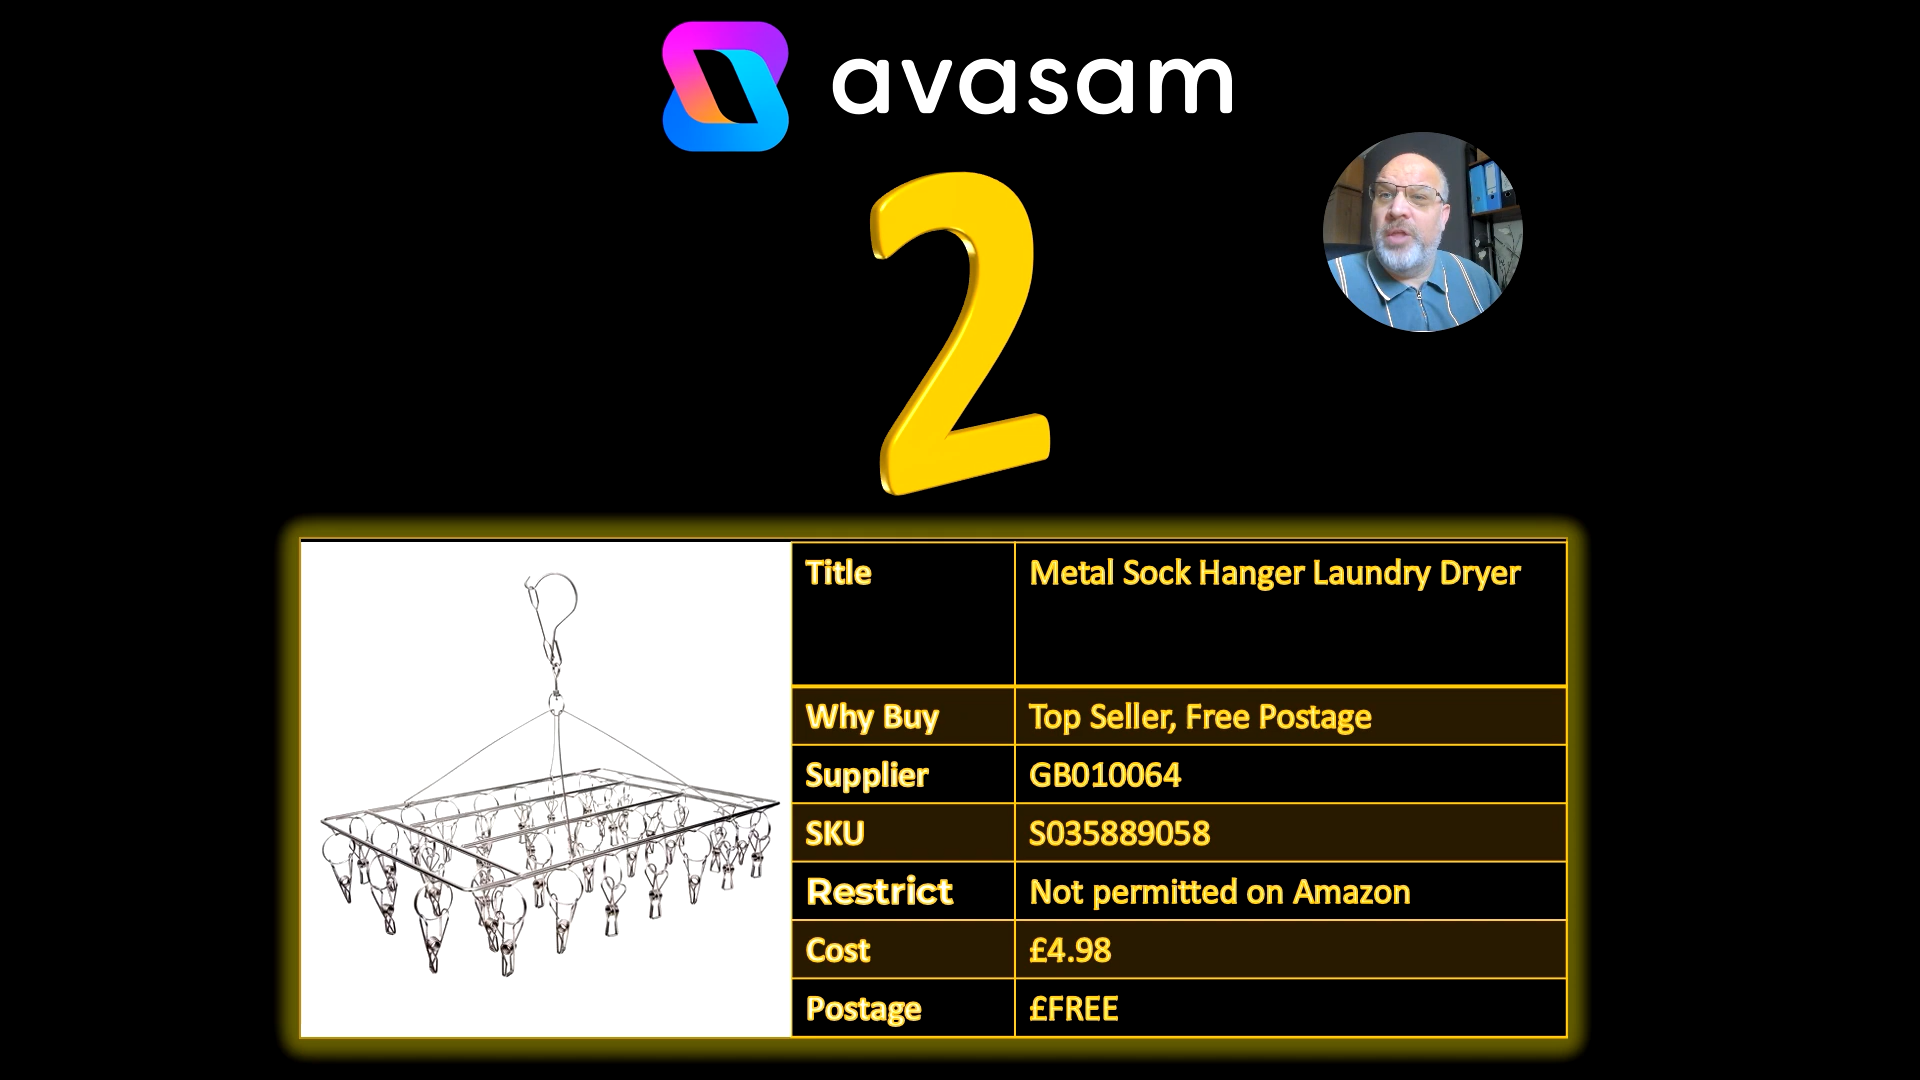 avasam
2
Title Metal Sock Hanger Laundry Dryer
Why Buy Top Seller, Free Postage
Supplier GB010064
SKU S035889058
Restrict Not permitted on Amazon
Cost £4.98
Postage £FREE